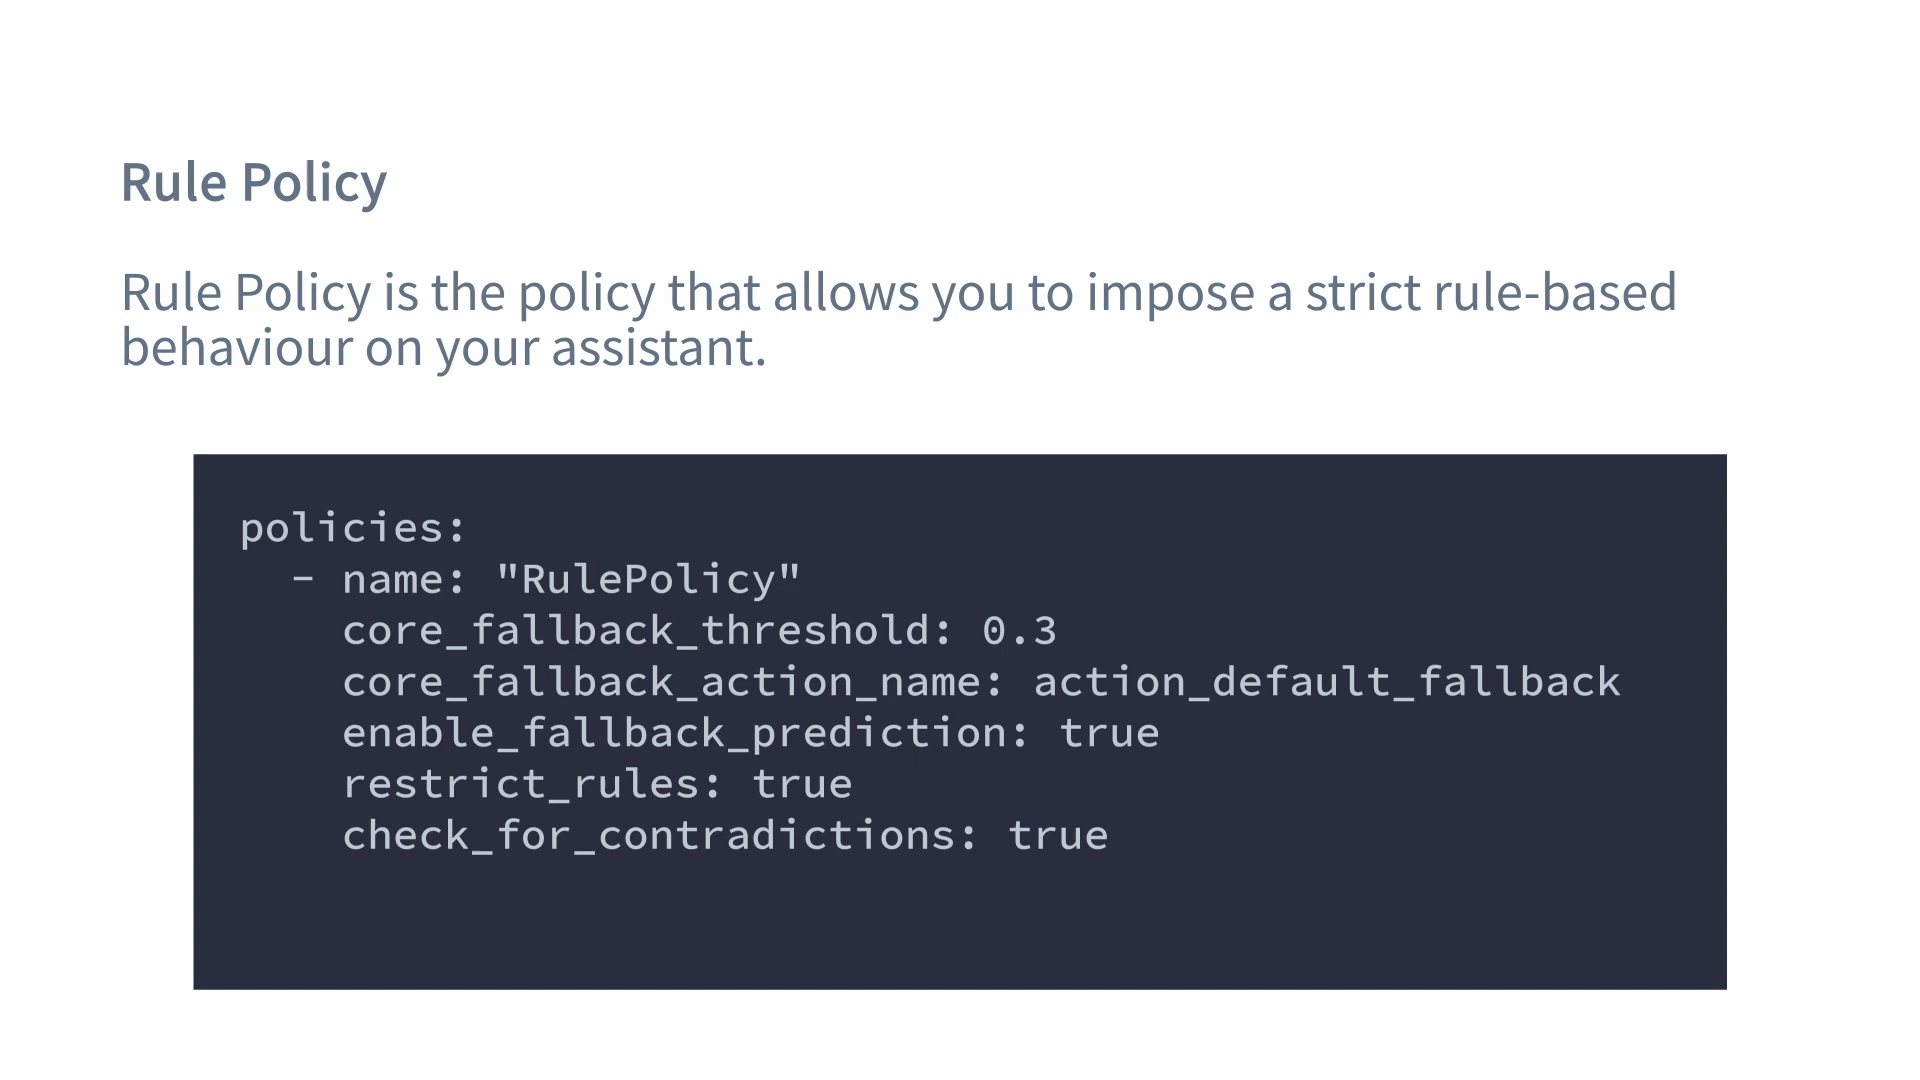 Rule Policy
Rule Policy is the policy that allows you to impose a strict rule-based
behaviour on your assistant.
policies:
  - name: "RulePolicy"
    core_fallback_threshold: 0.3
    core_fallback_action_name: action_default_fallback
    enable_fallback_prediction: true
    restrict_rules: true
    check_for_contradictions: true